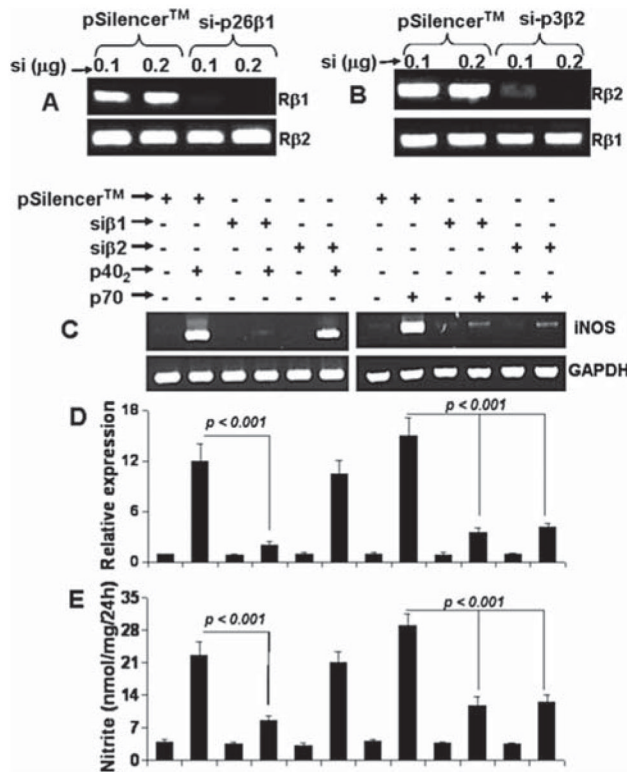 pSilencer™ si-p26β1
si (μg) 0.1 0.2 0.1 0.2
A Rβ1
Rβ2
pSilencer™ si-p3β2
si (μg) 0.1 0.2 0.1 0.2
B Rβ2
Rβ1
pSilencer™ + + - - - - + + - - - -
siβ1 - - + + - - - - + + - -
siβ2 - - - - + + - - - - + +
p40₂ - + - + - + - - - - - -
p70 - - - - - - - + - + - +
C iNOS
GAPDH
D
Relative expression
18
12
6
0
p < 0.001
p < 0.001
E
Nitrite (nmol/mg/24h)
35
28
21
14
7
0
p < 0.001
p < 0.001